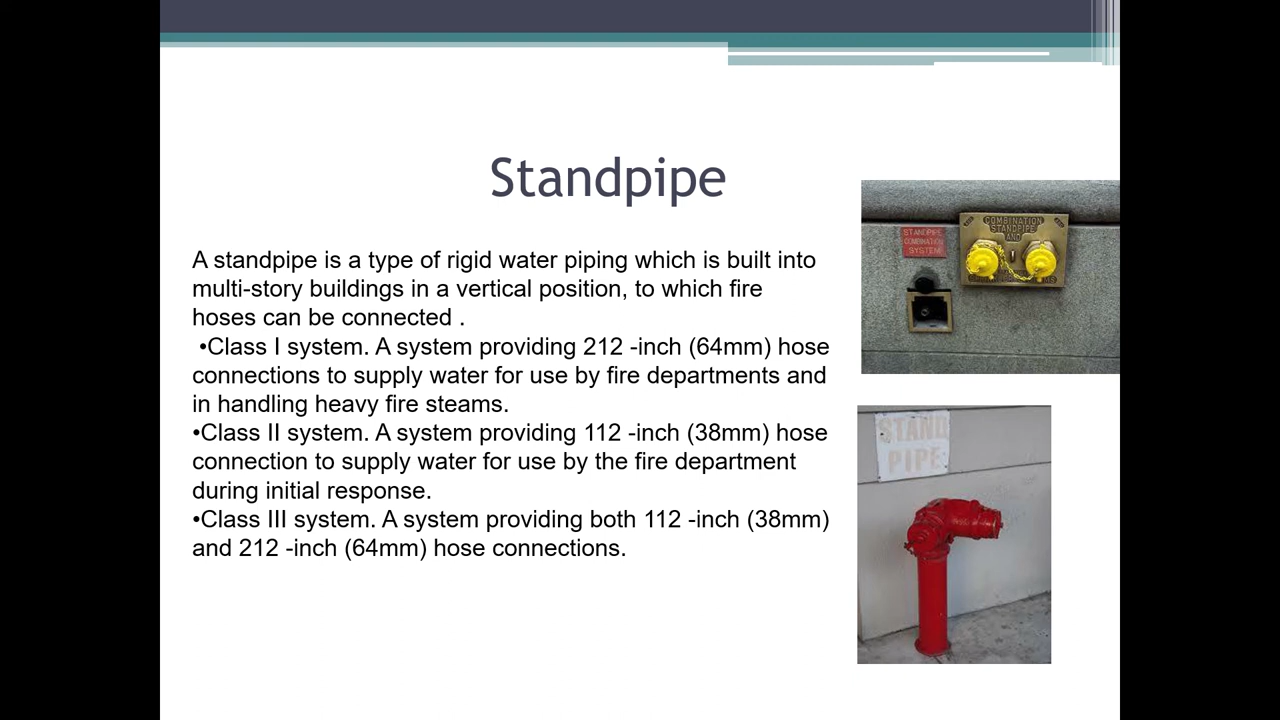 Standpipe
A standpipe is a type of rigid water piping which is built into
multi-story buildings in a vertical position, to which fire
hoses can be connected .
•Class I system. A system providing 212 -inch (64mm) hose
connections to supply water for use by fire departments and
in handling heavy fire steams.
•Class II system. A system providing 112 -inch (38mm) hose
connection to supply water for use by the fire department
during initial response.
•Class III system. A system providing both 112 -inch (38mm)
and 212 -inch (64mm) hose connections.
STANDPIPE
COMBINATION
SYSTEM
COMBINATION
STANDPIPE
AND
STAND
PIPE